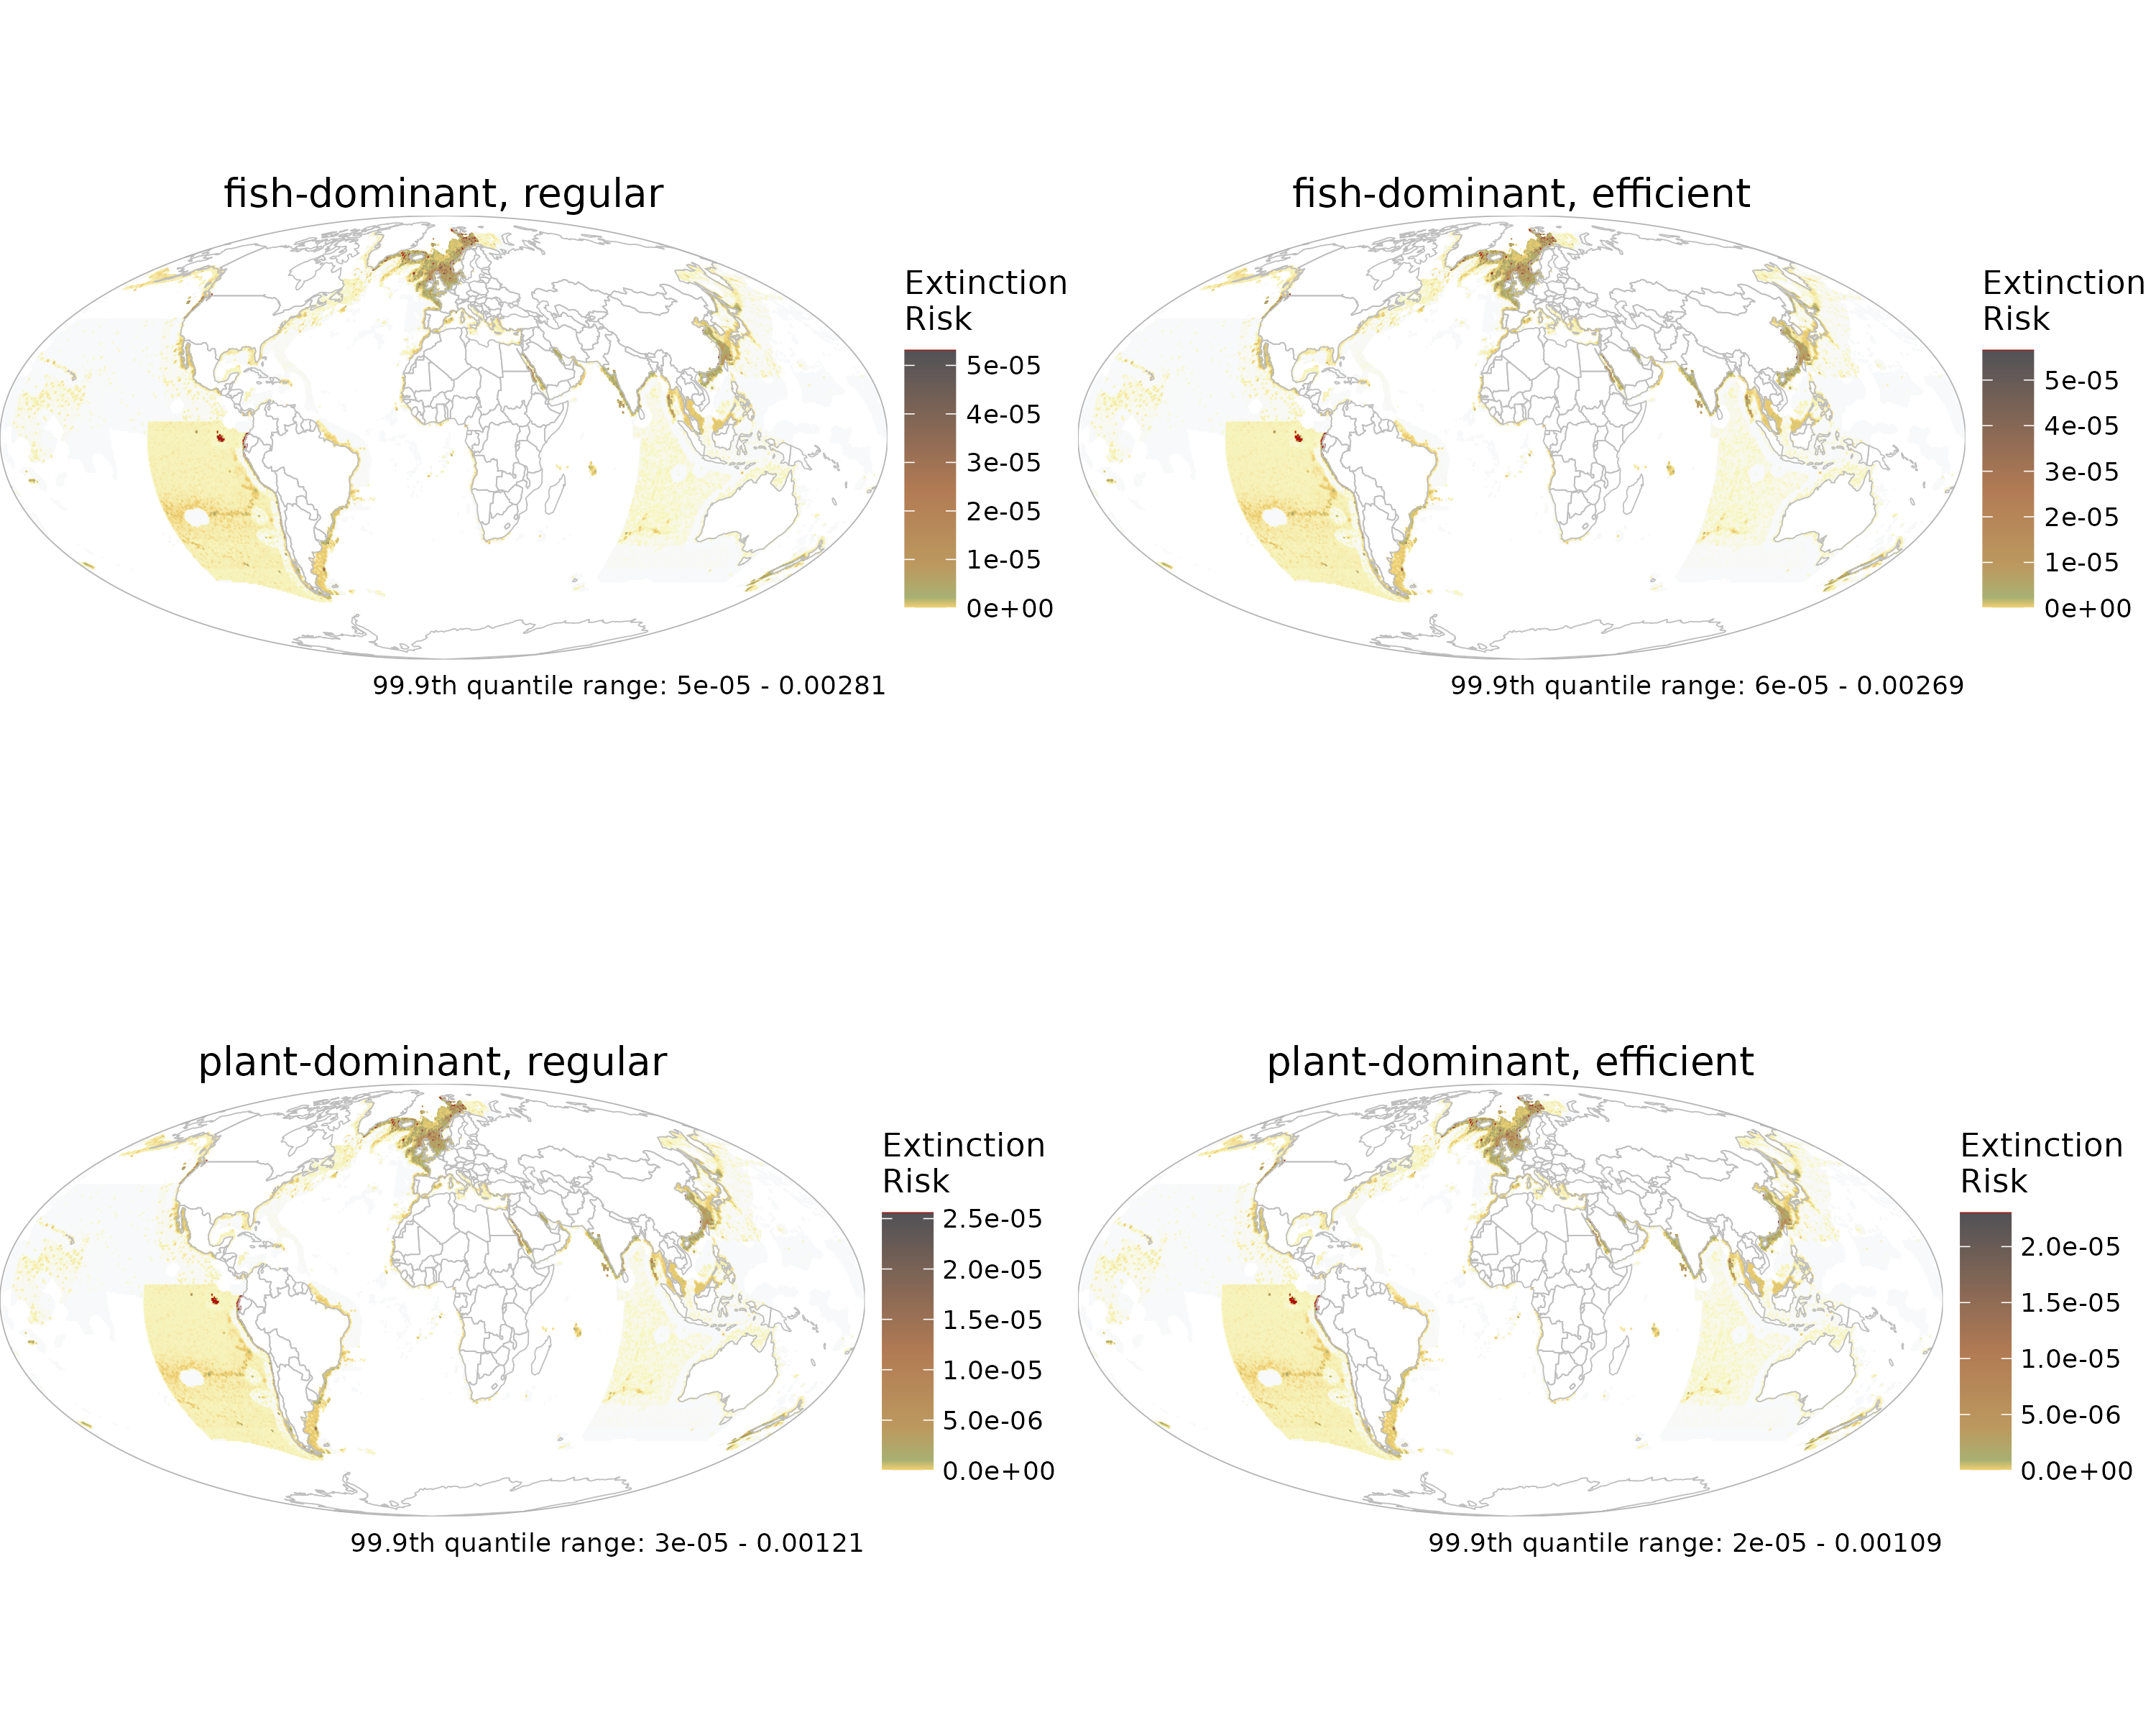 fish-dominant, regular
Extinction
Risk
5e-05
4e-05
3e-05
2e-05
1e-05
0e+00
99.9th quantile range: 5e-05 - 0.00281
fish-dominant, efficient
Extinction
Risk
5e-05
4e-05
3e-05
2e-05
1e-05
0e+00
99.9th quantile range: 6e-05 - 0.00269
plant-dominant, regular
Extinction
Risk
2.5e-05
2.0e-05
1.5e-05
1.0e-05
5.0e-06
0.0e+00
99.9th quantile range: 3e-05 - 0.00121
plant-dominant, efficient
Extinction
Risk
2.0e-05
1.5e-05
1.0e-05
5.0e-06
0.0e+00
99.9th quantile range: 2e-05 - 0.00109